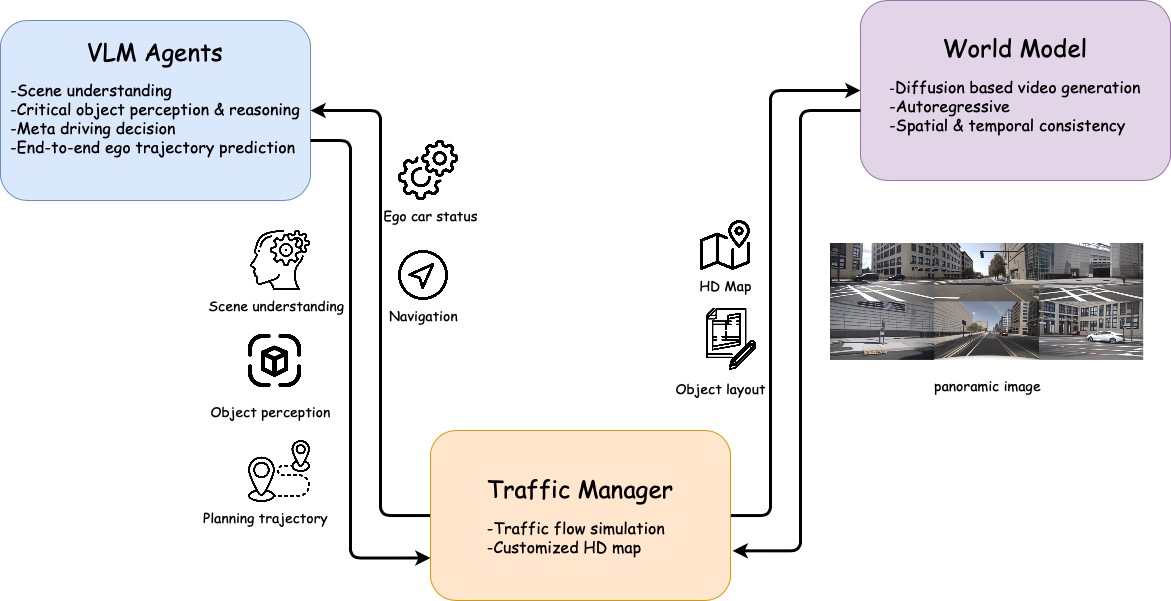 VLM Agents
-Scene understanding
-Critical object perception & reasoning
-Meta driving decision
-End-to-end ego trajectory prediction
World Model
-Diffusion based video generation
-Autoregressive
-Spatial & temporal consistency
Ego car status
Navigation
Scene understanding
Object perception
Planning trajectory
HD Map
Object layout
panoramic image
Traffic Manager
-Traffic flow simulation
-Customized HD map